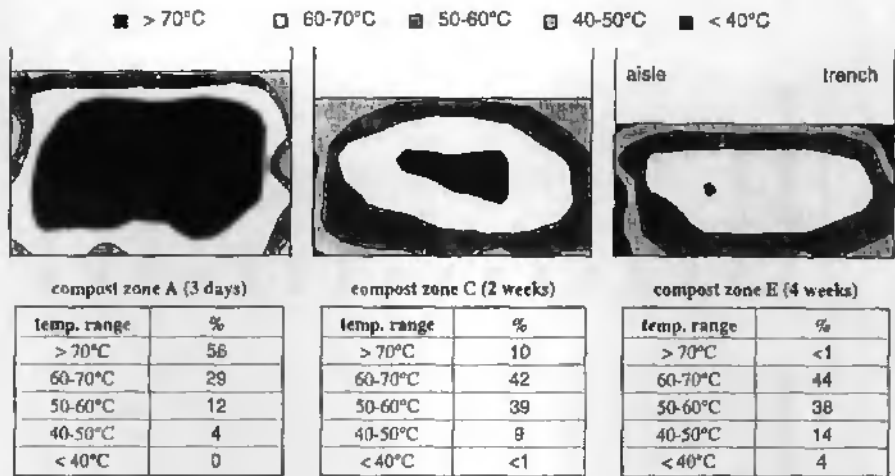 > 70°C 60-70°C 50-60°C 40-50°C < 40°C
aisle trench
compost zone A (3 days) compost zone C (2 weeks) compost zone E (4 weeks)
temp. range % temp. range % temp. range %
> 70°C 56 > 70°C 10 > 70°C <1
60-70°C 29 60-70°C 42 60-70°C 44
50-60°C 12 50-60°C 39 50-60°C 38
40-50°C 4 40-50°C 9 40-50°C 14
< 40°C 0 < 40°C <1 < 40°C 4